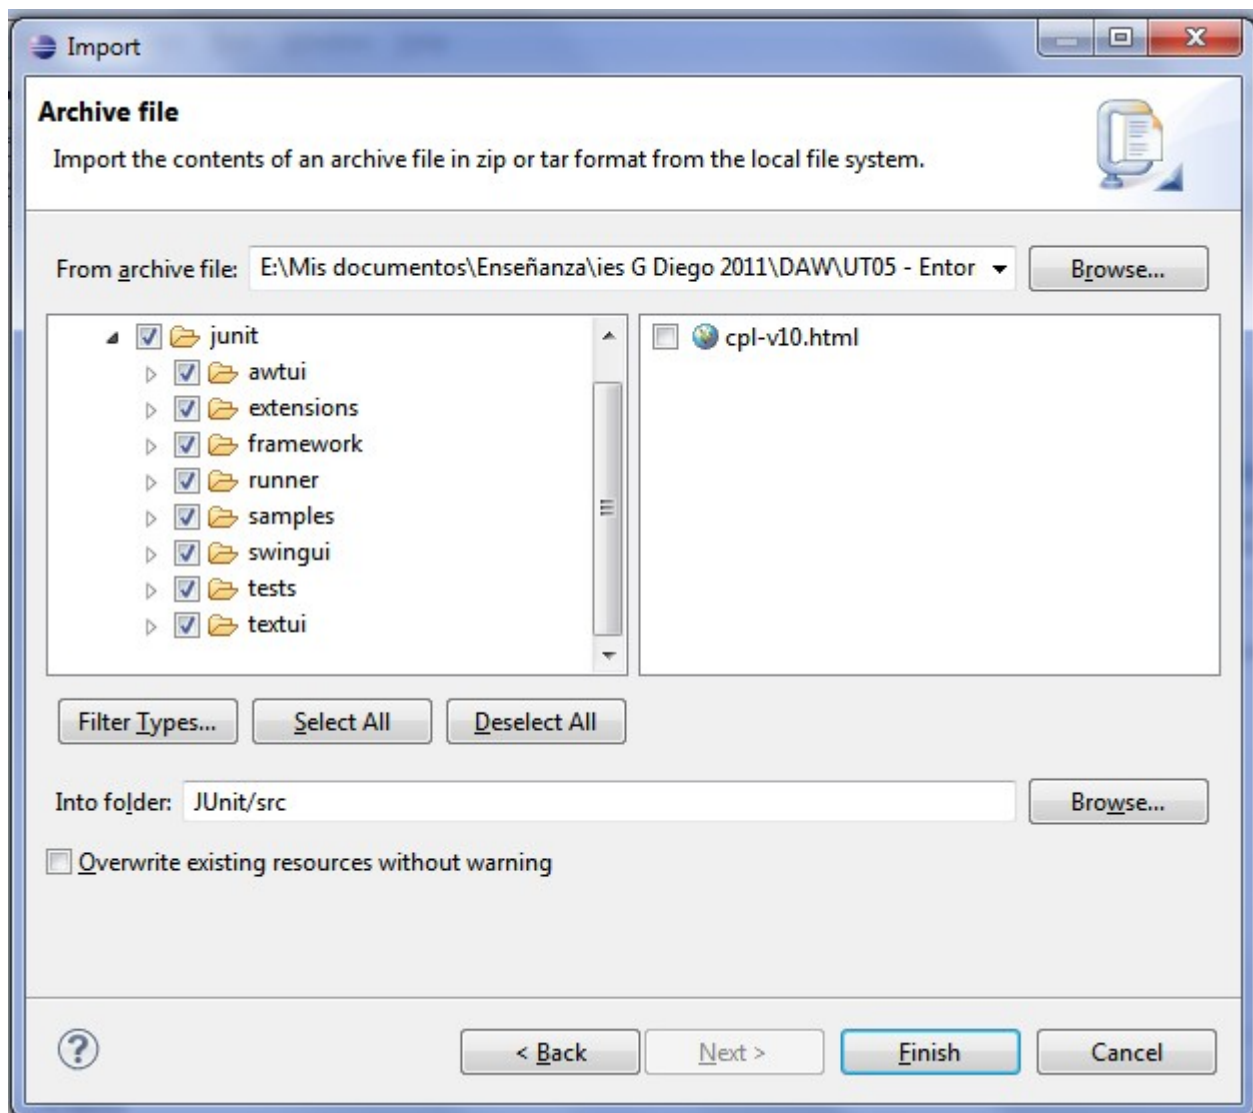 Import
Archive file
Import the contents of an archive file in zip or tar format from the local file system.
From archive file: E:\Mis documentos\Enseñanza\ies G Diego 2011\DAW\UT05 - Entor Browse...
junit
cpl-v10.html
awtui
extensions
framework
runner
samples
swingui
tests
textui
Filter Types... Select All Deselect All
Into folder: JUnit/src Browse...
Overwrite existing resources without warning
? < Back Next > Finish Cancel